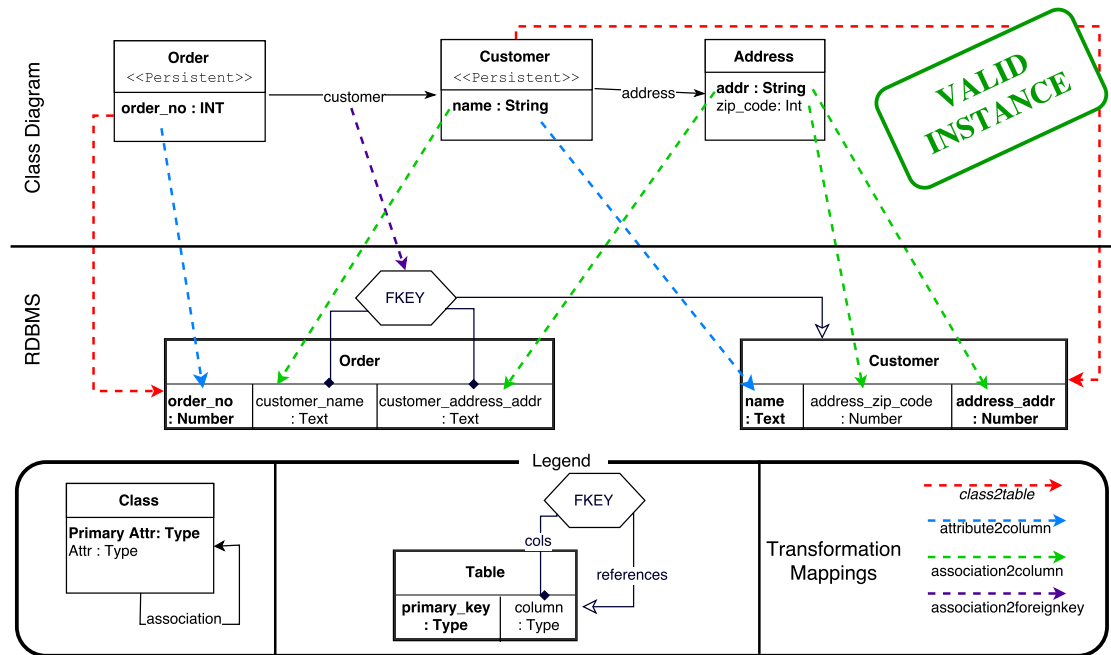 Class Diagram
Order
<<Persistent>>
order_no : INT
customer
Customer
<<Persistent>>
name : String
address
Address
addr : String
zip_code: Int
VALID
INSTANCE
RDBMS
FKEY
Order
order_no
: Number
customer_name
: Text
customer_address_addr
: Text
Customer
name
: Text
address_zip_code
: Number
address_addr
: Number
Legend
Class
Primary Attr: Type
Attr : Type
association
FKEY
cols
references
Table
primary_key
: Type
column
: Type
Transformation
Mappings
class2table
attribute2column
association2column
association2foreignkey